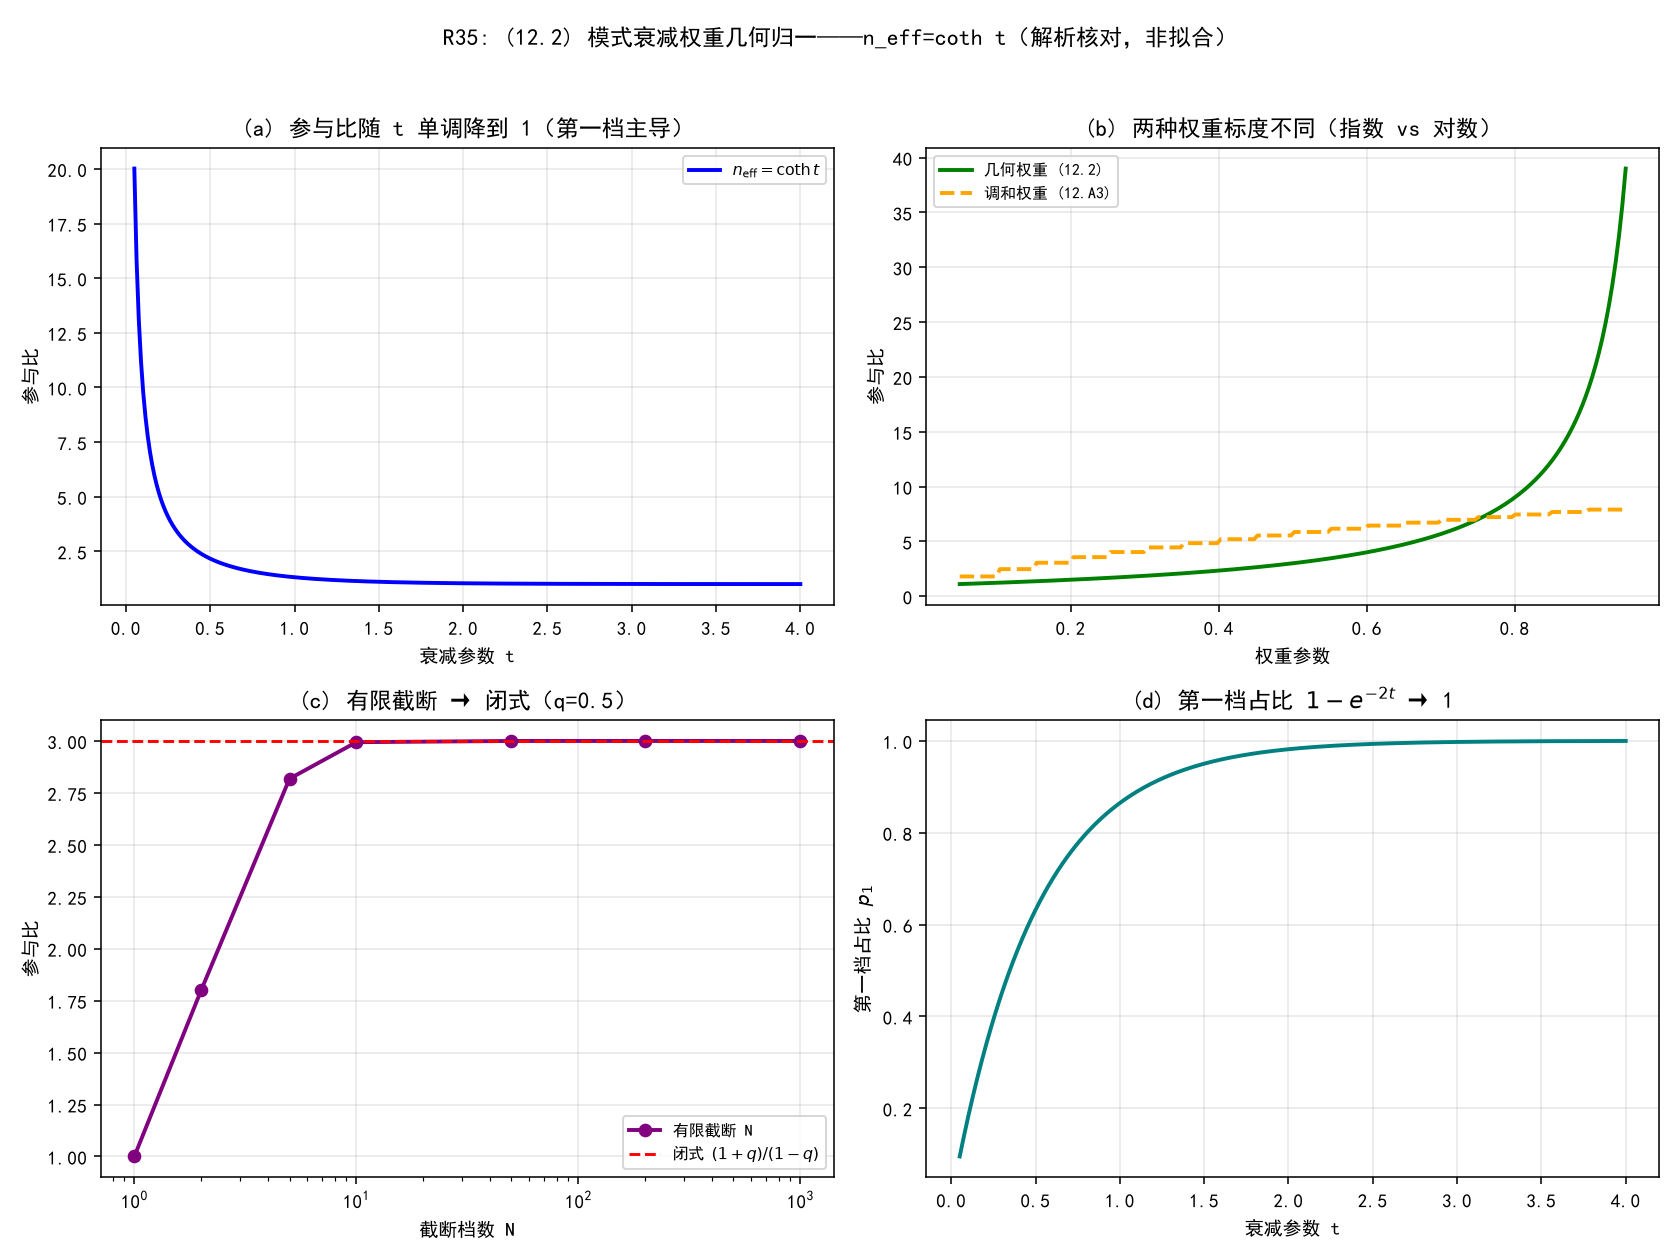 R35: (12.2) 模式衰减权重几何归一——n_eff=coth t（解析核对，非拟合）
(a) 参与比随 t 单调降到 1（第一档主导）
n_eff = coth t
20.0
17.5
15.0
12.5
10.0
7.5
5.0
2.5
参与比
0.0 0.5 1.0 1.5 2.0 2.5 3.0 3.5 4.0
衰减参数 t
(b) 两种权重标度不同（指数 vs 对数）
几何权重 (12.2)
调和权重 (12.A3)
40
35
30
25
20
15
10
5
0
参与比
0.2 0.4 0.6 0.8
权重参数
(c) 有限截断 → 闭式（q=0.5）
3.00
2.75
2.50
2.25
2.00
1.75
1.50
1.25
1.00
参与比
有限截断 N
闭式 (1+q)/(1−q)
10⁰ 10¹ 10² 10³
截断档数 N
(d) 第一档占比 1 − e⁻²ᵗ → 1
1.0
0.8
0.6
0.4
0.2
第一档占比 p₁
0.0 0.5 1.0 1.5 2.0 2.5 3.0 3.5 4.0
衰减参数 t